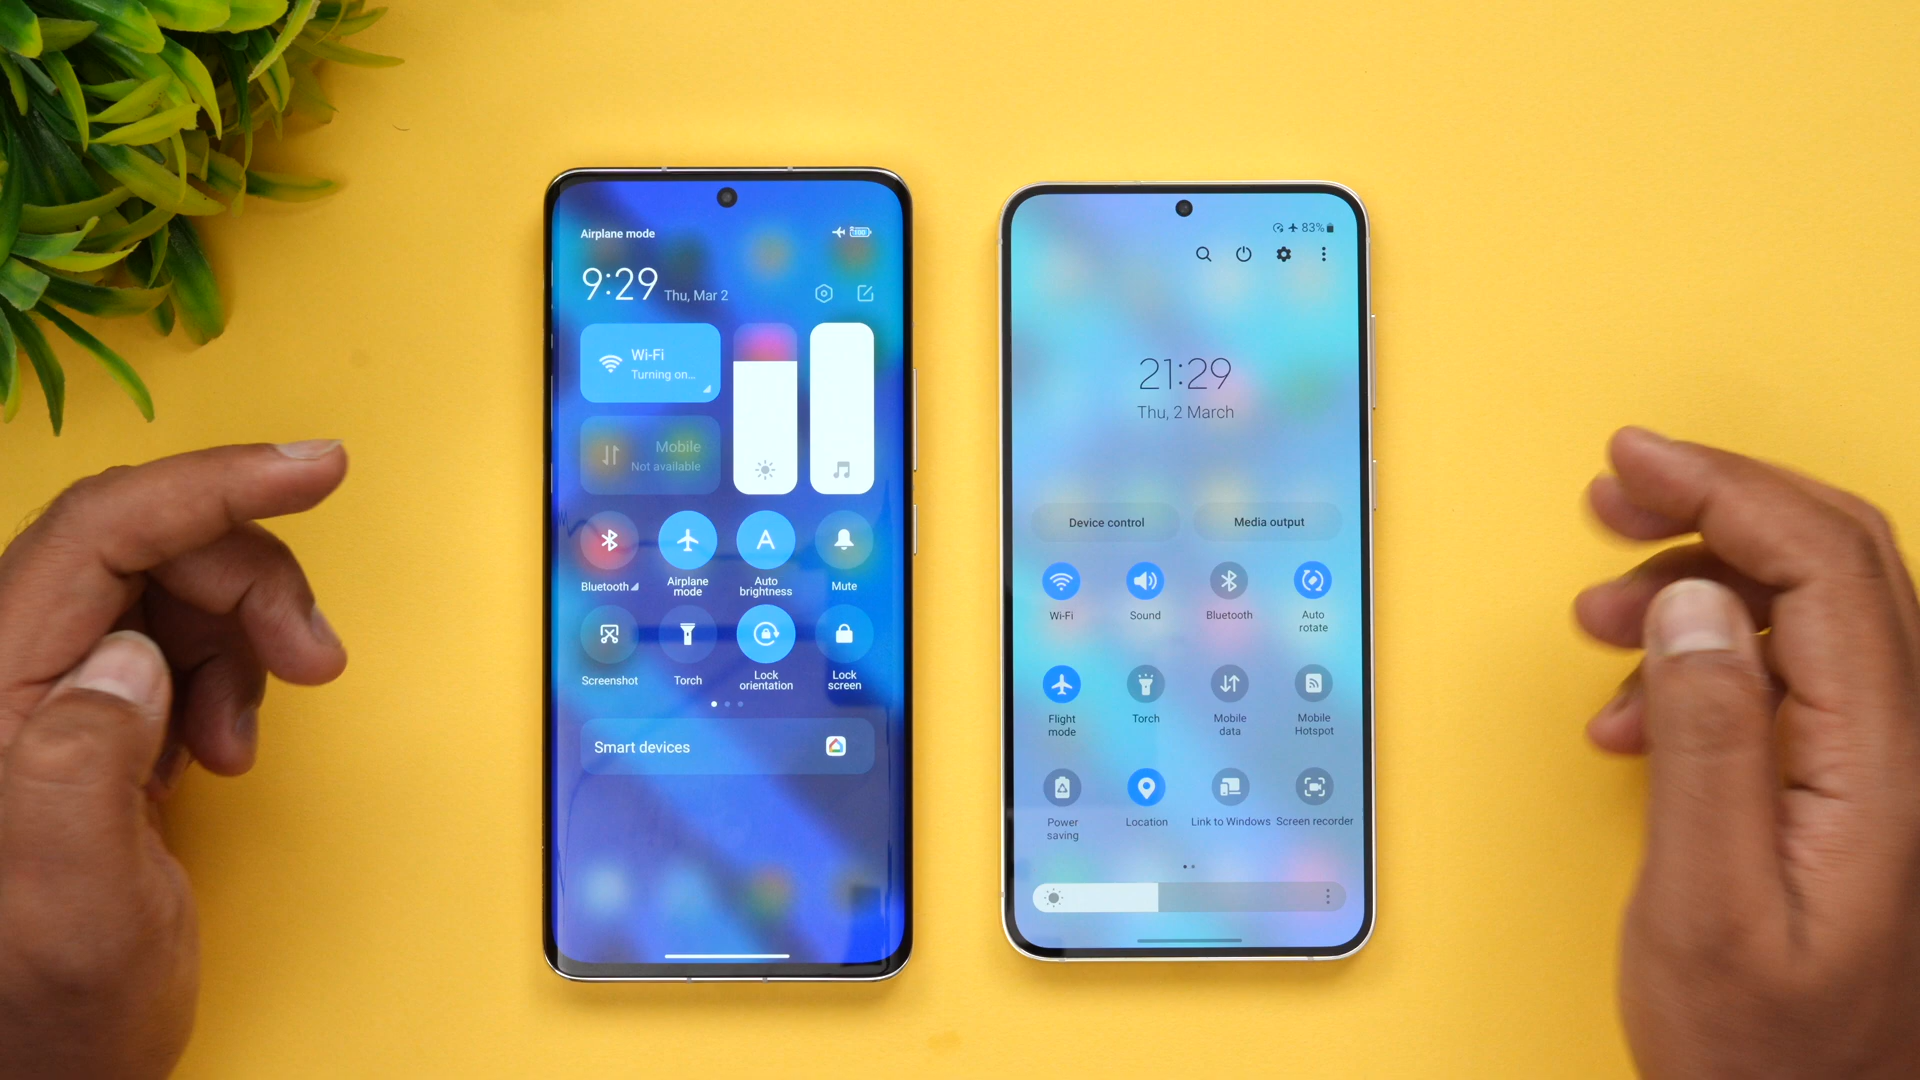 Airplane mode
100
9:29 Thu, Mar 2
Wi-Fi
Turning on...
Mobile
Not available
A
Bluetooth
Airplane
mode
Auto
brightness
Mute
Screenshot
Torch
Lock
orientation
Lock
screen
Smart devices
83%
21:29
Thu, 2 March
Device control
Media output
Wi-Fi
Sound
Bluetooth
Auto
rotate
Flight
mode
Torch
Mobile
data
Mobile
Hotspot
Power
saving
Location
Link to Windows
Screen recorder